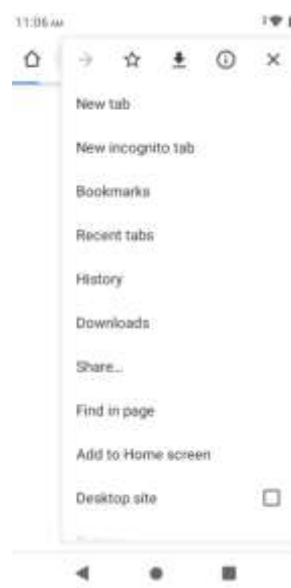 11:06 AM
New tab
New incognito tab
Bookmarks
Recent tabs
History
Downloads
Share...
Find in page
Add to Home screen
Desktop site